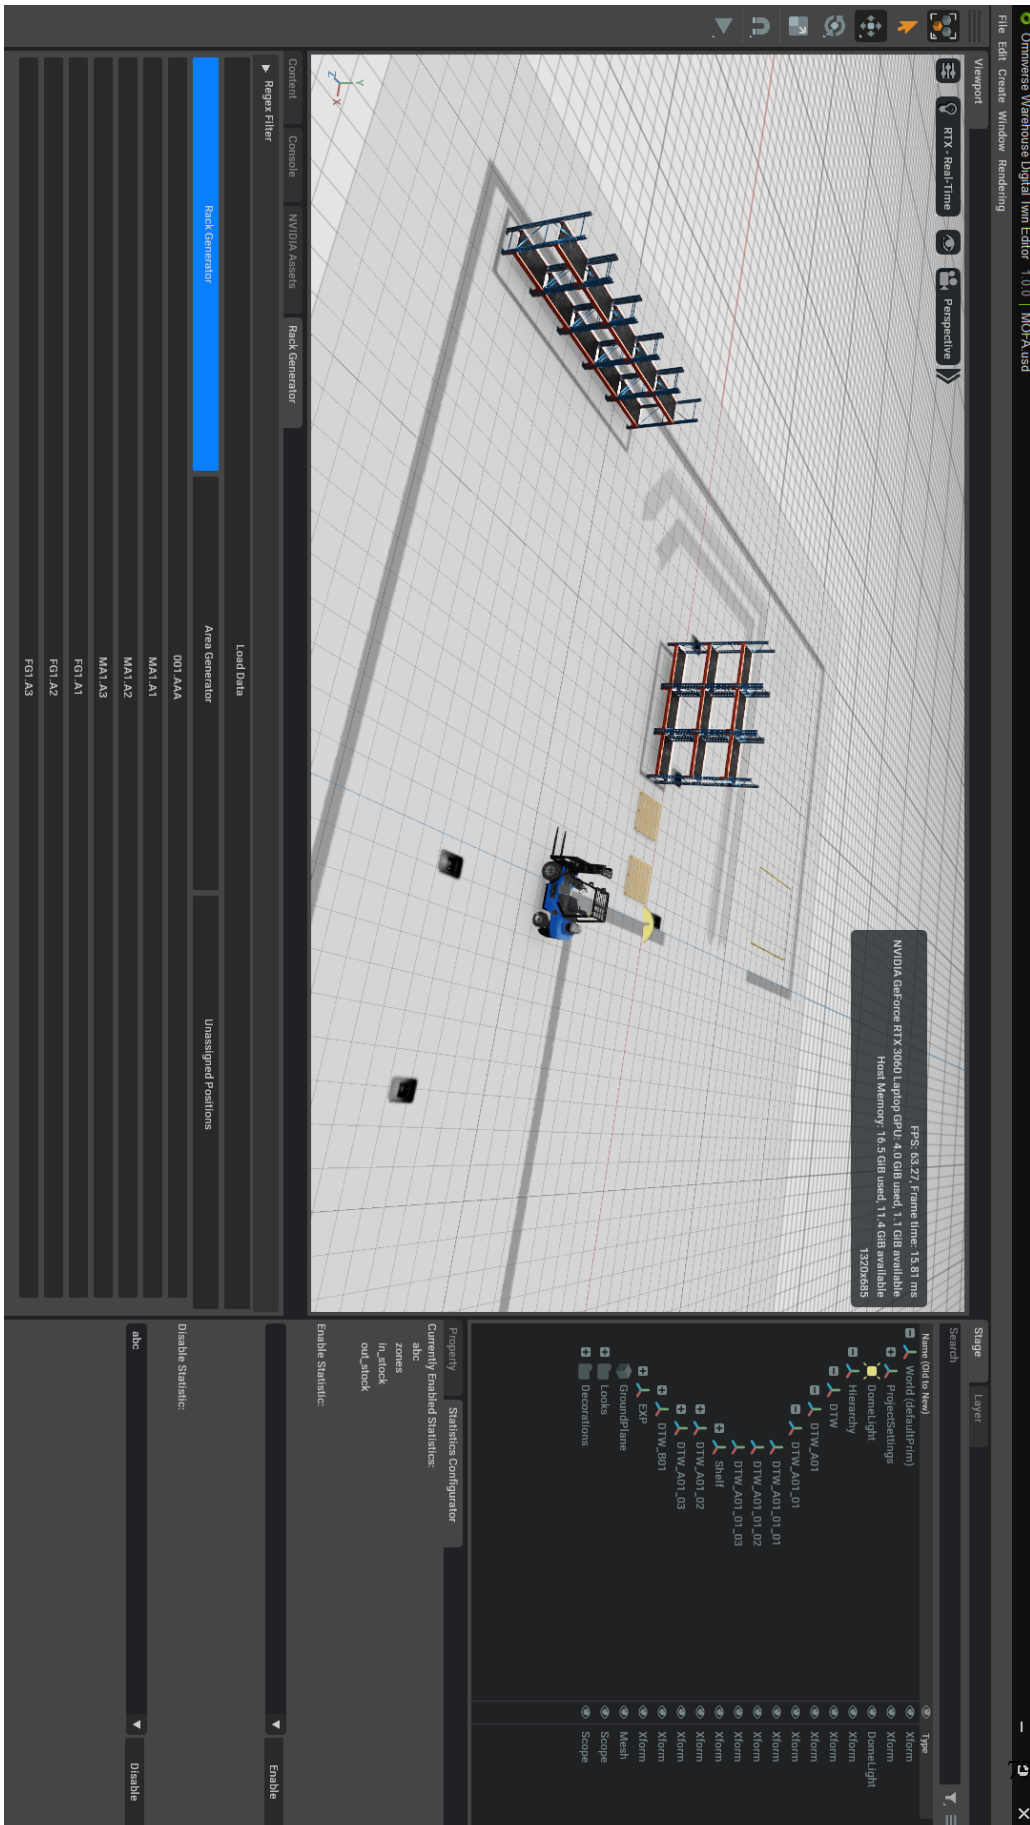 Omniverse Warehouse Digital Twin Editor 1.0.0 | MOFA.usd
File Edit Create Window Rendering
Viewport
RTX - Real-Time
Perspective
FPS: 63.27, Frame time: 15.81 ms
NVIDIA GeForce RTX 3060 Laptop GPU: 4.0 GiB used, 1.1 GiB available
Host Memory: 16.5 GiB used, 11.4 GiB available
1320x685
Y
Z
X
Stage
Layer
Search
Name (Old to New)
Type
World (defaultPrim)
Xform
ProjectSettings
Xform
DomeLight
DomeLight
Hierarchy
Xform
DTW
Xform
DTW_A01
Xform
DTW_A01_01
Xform
DTW_A01_01_01
Xform
DTW_A01_01_02
Xform
DTW_A01_01_03
Xform
Shelf
Xform
DTW_A01_02
Xform
DTW_A01_03
Xform
DTW_B01
Xform
EXP
Xform
GroundPlane
Mesh
Looks
Scope
Decorations
Scope
Content
Console
NVIDIA Assets
Rack Generator
Regex Filter
Load Data
Rack Generator
Area Generator
Unassigned Positions
001.AAA
MA1.A1
MA1.A2
MA1.A3
FG1.A1
FG1.A2
FG1.A3
Property
Statistics Configurator
Currently Enabled Statistics:
abc
zones
in_stock
out_stock
Enable Statistic:
Enable
Disable Statistic:
abc
Disable